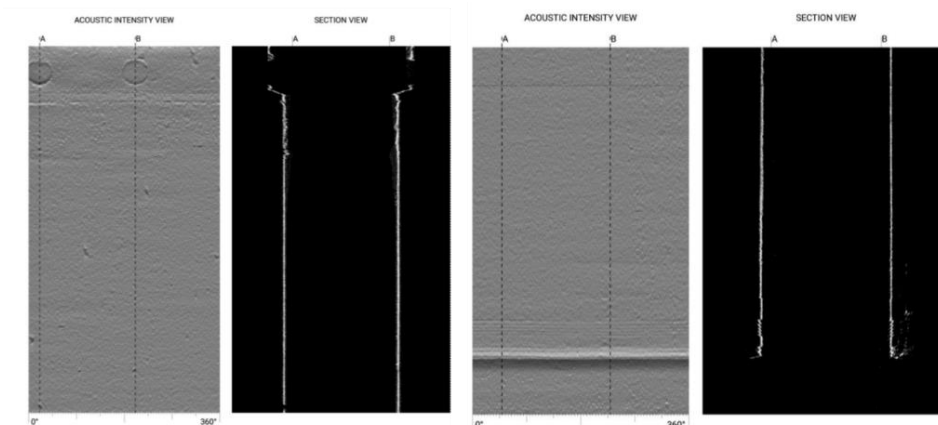 ACOUSTIC INTENSITY VIEW
SECTION VIEW
ACOUSTIC INTENSITY VIEW
SECTION VIEW
A
B
A
B
A
B
A
B
0°
360°
0°
360°